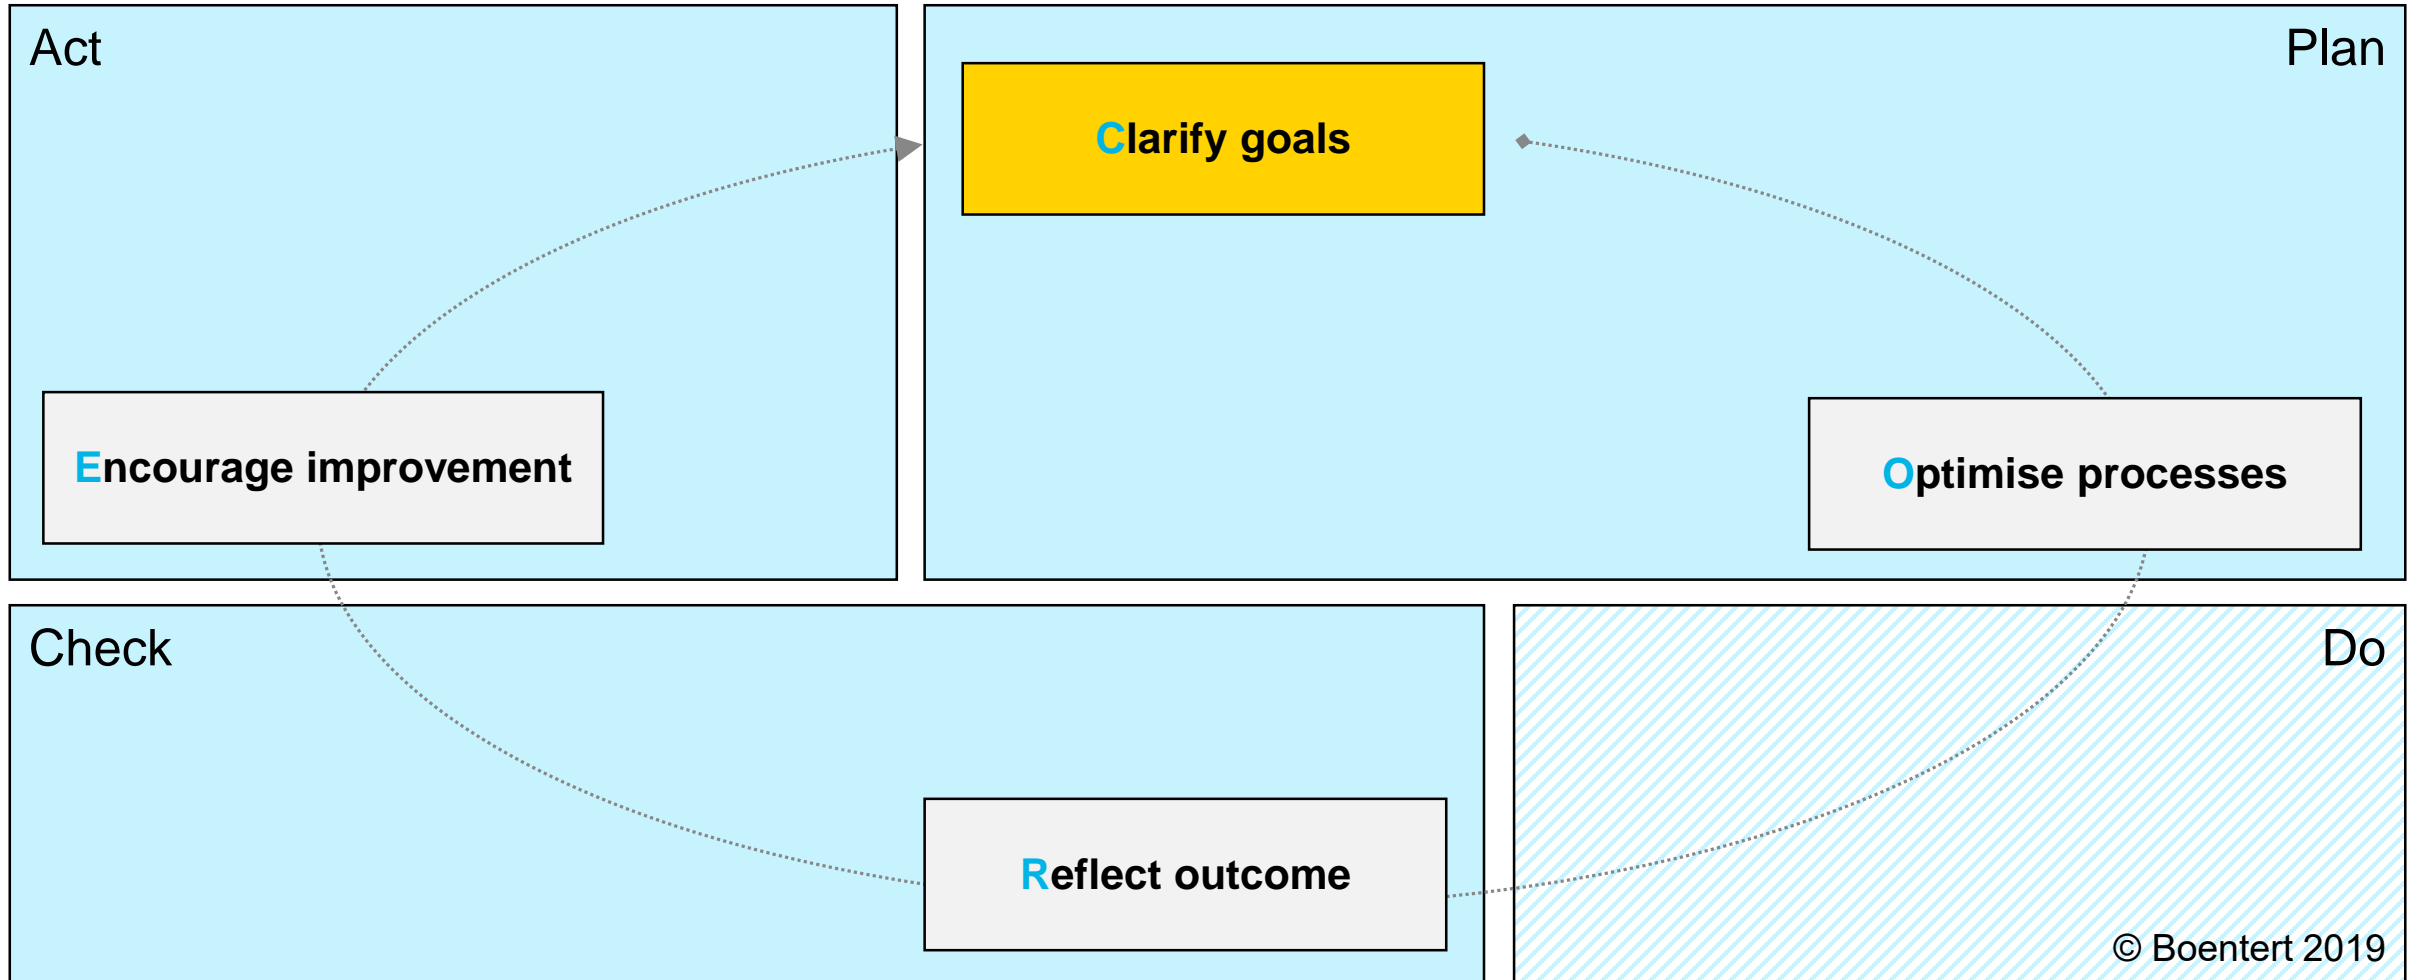 Act
Plan
Clarify goals
Encourage improvement
Optimise processes
Check
Do
Reflect outcome
© Boentert 2019